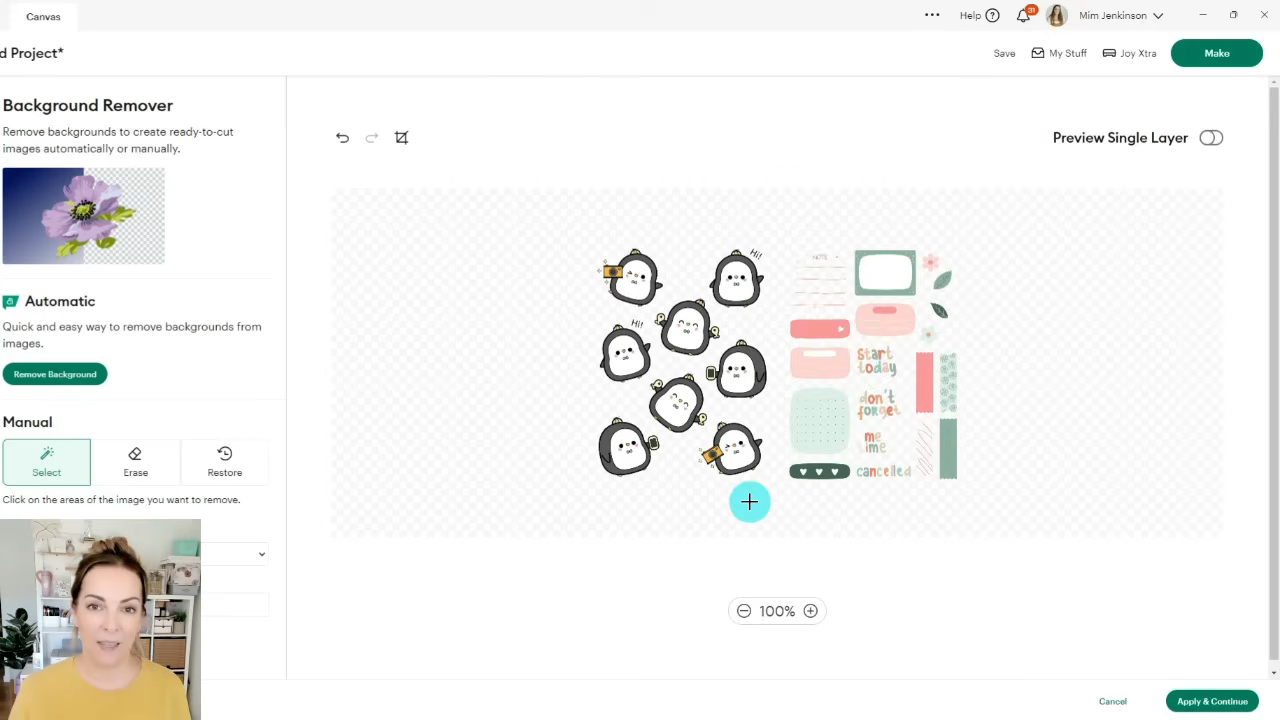 Canvas
Help
31
Mim Jenkinson
d Project*
Save
My Stuff
Joy Xtra
Make
Background Remover
Remove backgrounds to create ready-to-cut
images automatically or manually.
Preview Single Layer
Automatic
Quick and easy way to remove backgrounds from
images.
Remove Background
Manual
Select
Erase
Restore
Click on the areas of the image you want to remove.
Hi!
Hi!
NOTE
start
today
don't
forget
me
time
cancelled
100%
Cancel
Apply & Continue